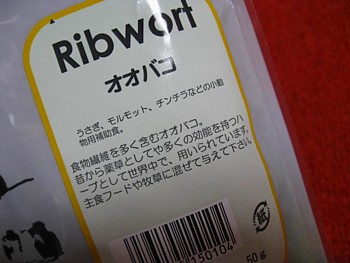 Ribwort
オオバコ
うさぎ、モルモット、チンチラなどの小動
物用補助食。
食物繊維を多く含むオオバコ。
昔から薬草としてや多くの効能を持つハ
ーブとして世界中で、用いられています。
主食フードや牧草に混ぜて与えて下さい。
紙
150104
50g